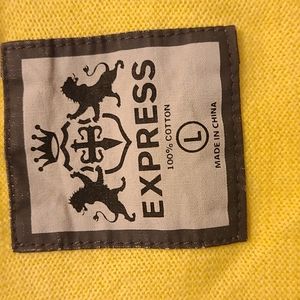 EXPRESS
100% COTTON
L
MADE IN CHINA